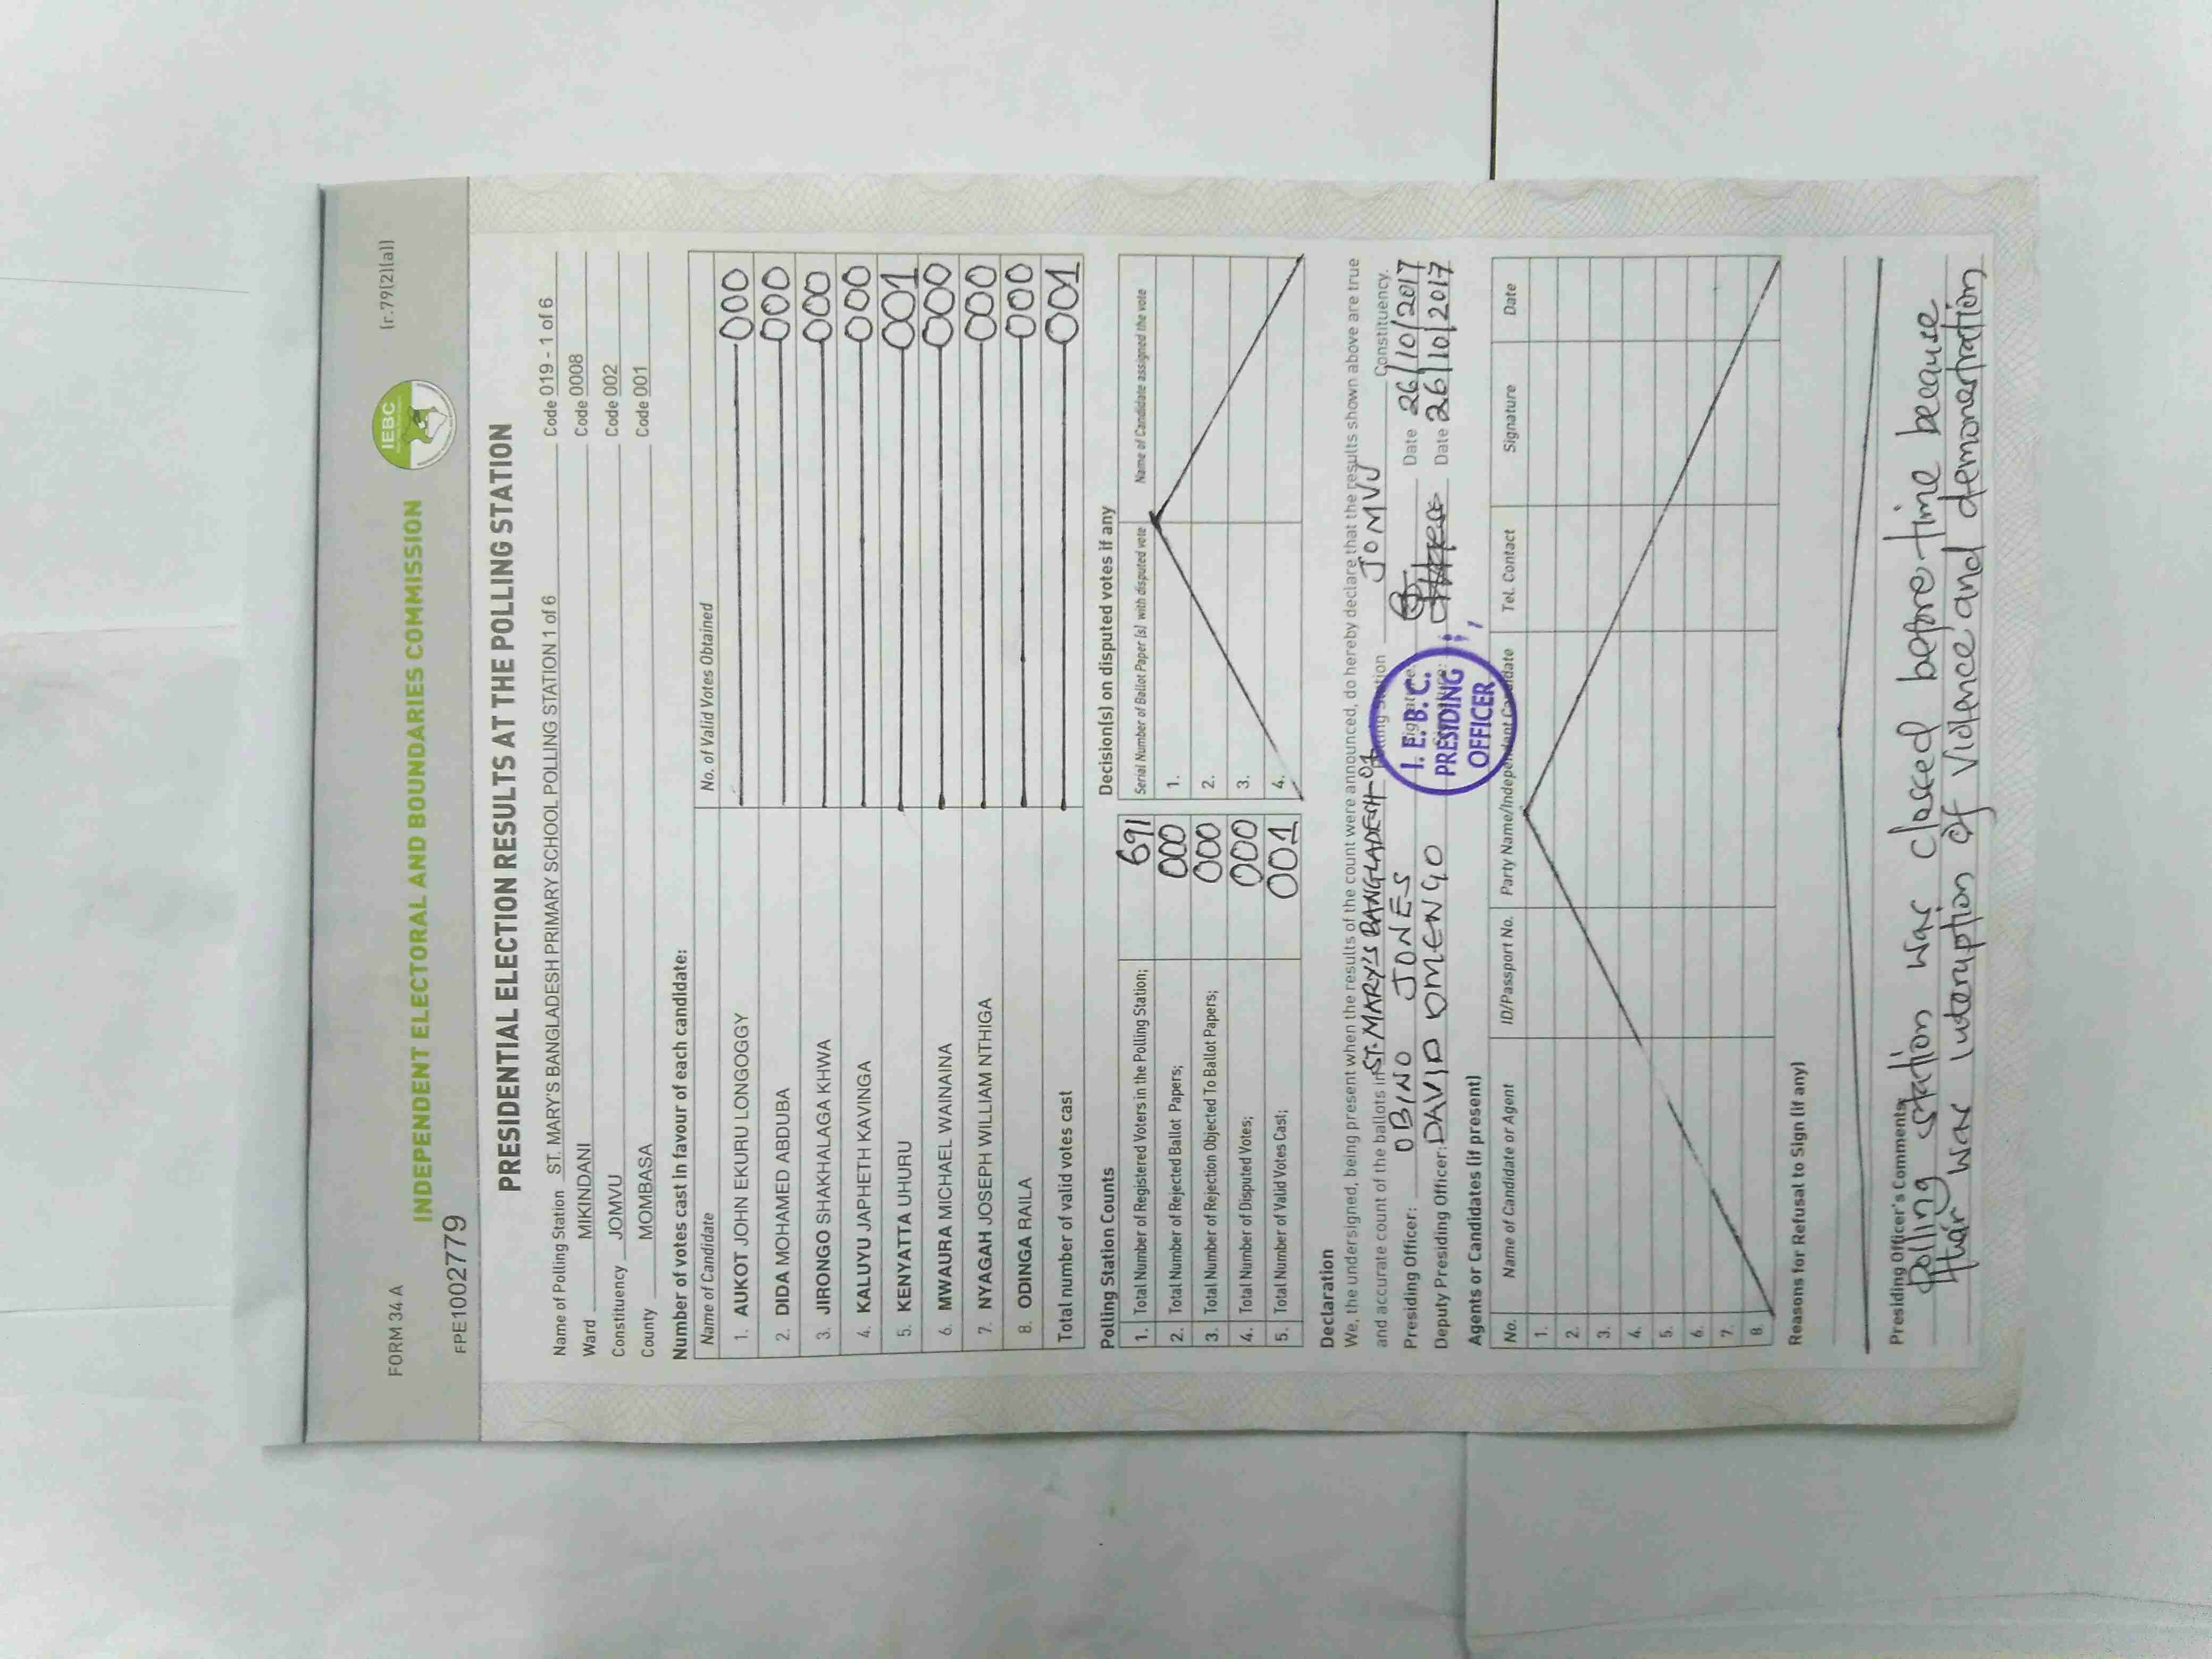 FORM 34 A
(r.79(2)(a))
IEBC
INDEPENDENT ELECTORAL AND BOUNDARIES COMMISSION
FPE1002779
PRESIDENTIAL ELECTION RESULTS AT THE POLLING STATION
Name of Polling Station ST. MARY'S BANGLADESH PRIMARY SCHOOL POLLING STATION 1 of 6 Code 019 - 1 of 6
Ward MIKINDANI Code 0008
Constituency JOMVU Code 002
County MOMBASA Code 001
Number of votes cast in favour of each candidate:
Name of Candidate No. of Valid Votes Obtained
1. AUKOT JOHN EKURU LONGOGGY 000
2. DIDA MOHAMED ABDUBA 000
3. JIRONGO SHAKHALAGA KHWA 000
4. KALUYU JAPHETH KAVINGA 000
5. KENYATTA UHURU 001
6. MWAURA MICHAEL WAINAINA 000
7. NYAGAH JOSEPH WILLIAM NTHIGA 000
8. ODINGA RAILA 000
Total number of valid votes cast 001
Polling Station Counts
1. Total Number of Registered Voters in the Polling Station; 691
2. Total Number of Rejected Ballot Papers; 000
3. Total Number of Rejection Objected To Ballot Papers; 000
4. Total Number of Disputed Votes; 000
5. Total Number of Valid Votes Cast; 001
Decision(s) on disputed votes if any
Serial Number of Ballot Paper (s) with disputed vote Name of Candidate assigned the vote
1.
2.
3.
4.
Declaration
We, the undersigned, being present when the results of the count were announced, do hereby declare that the results shown above are true
and accurate count of the ballots in ST. MARY'S BANGLADESH 01 Polling Station JOMVU Constituency.
Presiding Officer: OBINO JONES Signature: Date 26/10/2017
Deputy Presiding Officer: DAVID OMENGO Date 26/10/2017
I. E. B. C.
PRESIDING
OFFICER
Agents or Candidates (if present)
No. Name of Candidate or Agent ID/Passport No. Party Name/Independent Candidate Tel. Contact Signature Date
1.
2.
3.
4.
5.
6.
7.
8.
Reasons for Refusal to Sign (if any)
Presiding Officer's Comments;
Polling station was closed before time because
thair was interuption of violence and demonstration